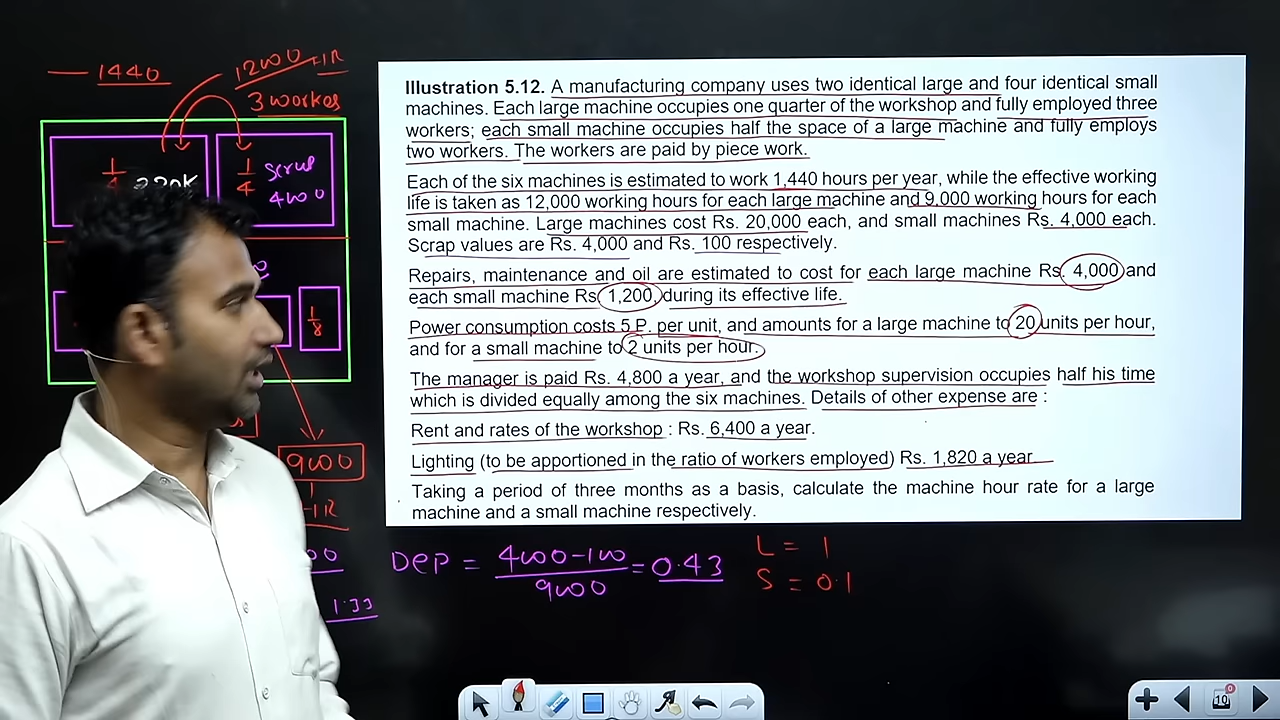 1440
12000
1R
3 workes
1/4
220K
1/4
Scrap
4000
1/8
9000
1R
1.33
Illustration 5.12. A manufacturing company uses two identical large and four identical small
machines. Each large machine occupies one quarter of the workshop and fully employed three
workers; each small machine occupies half the space of a large machine and fully employs
two workers. The workers are paid by piece work.
Each of the six machines is estimated to work 1,440 hours per year, while the effective working
life is taken as 12,000 working hours for each large machine and 9,000 working hours for each
small machine. Large machines cost Rs. 20,000 each, and small machines Rs. 4,000 each.
Scrap values are Rs. 4,000 and Rs. 100 respectively.
Repairs, maintenance and oil are estimated to cost for each large machine Rs. 4,000 and
each small machine Rs 1,200, during its effective life.
Power consumption costs 5 P. per unit, and amounts for a large machine to 20 units per hour,
and for a small machine to 2 units per hour.
The manager is paid Rs. 4,800 a year, and the workshop supervision occupies half his time
which is divided equally among the six machines. Details of other expense are :
Rent and rates of the workshop : Rs. 6,400 a year.
Lighting (to be apportioned in the ratio of workers employed) Rs. 1,820 a year
Taking a period of three months as a basis, calculate the machine hour rate for a large
machine and a small machine respectively.
DEP = 4000-100 / 9000 = 0.43
L = 1
S = 0.1
10